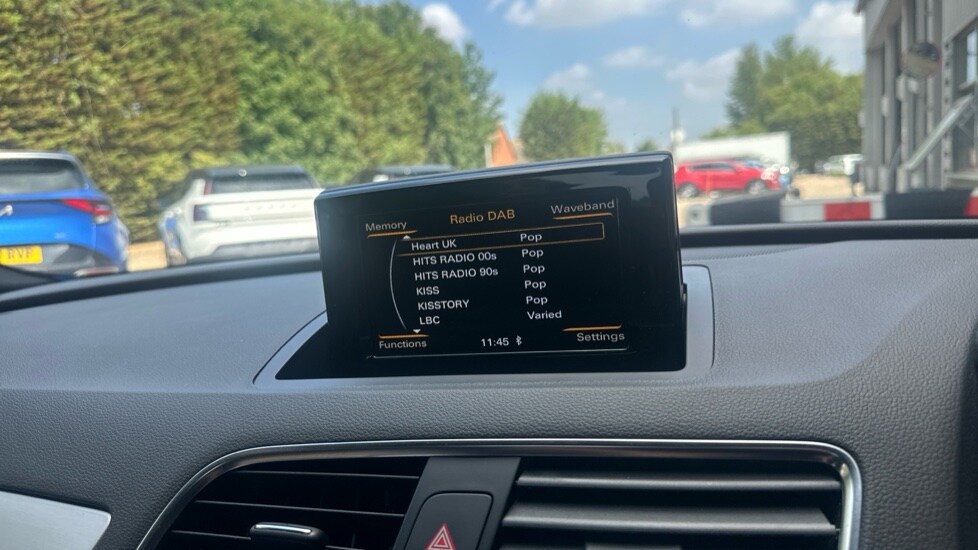 Memory Radio DAB Waveband
Heart UK Pop
HITS RADIO 00s Pop
HITS RADIO 90s Pop
KISS Pop
KISSTORY Pop
LBC Varied
Functions 11:45 Settings
RVF